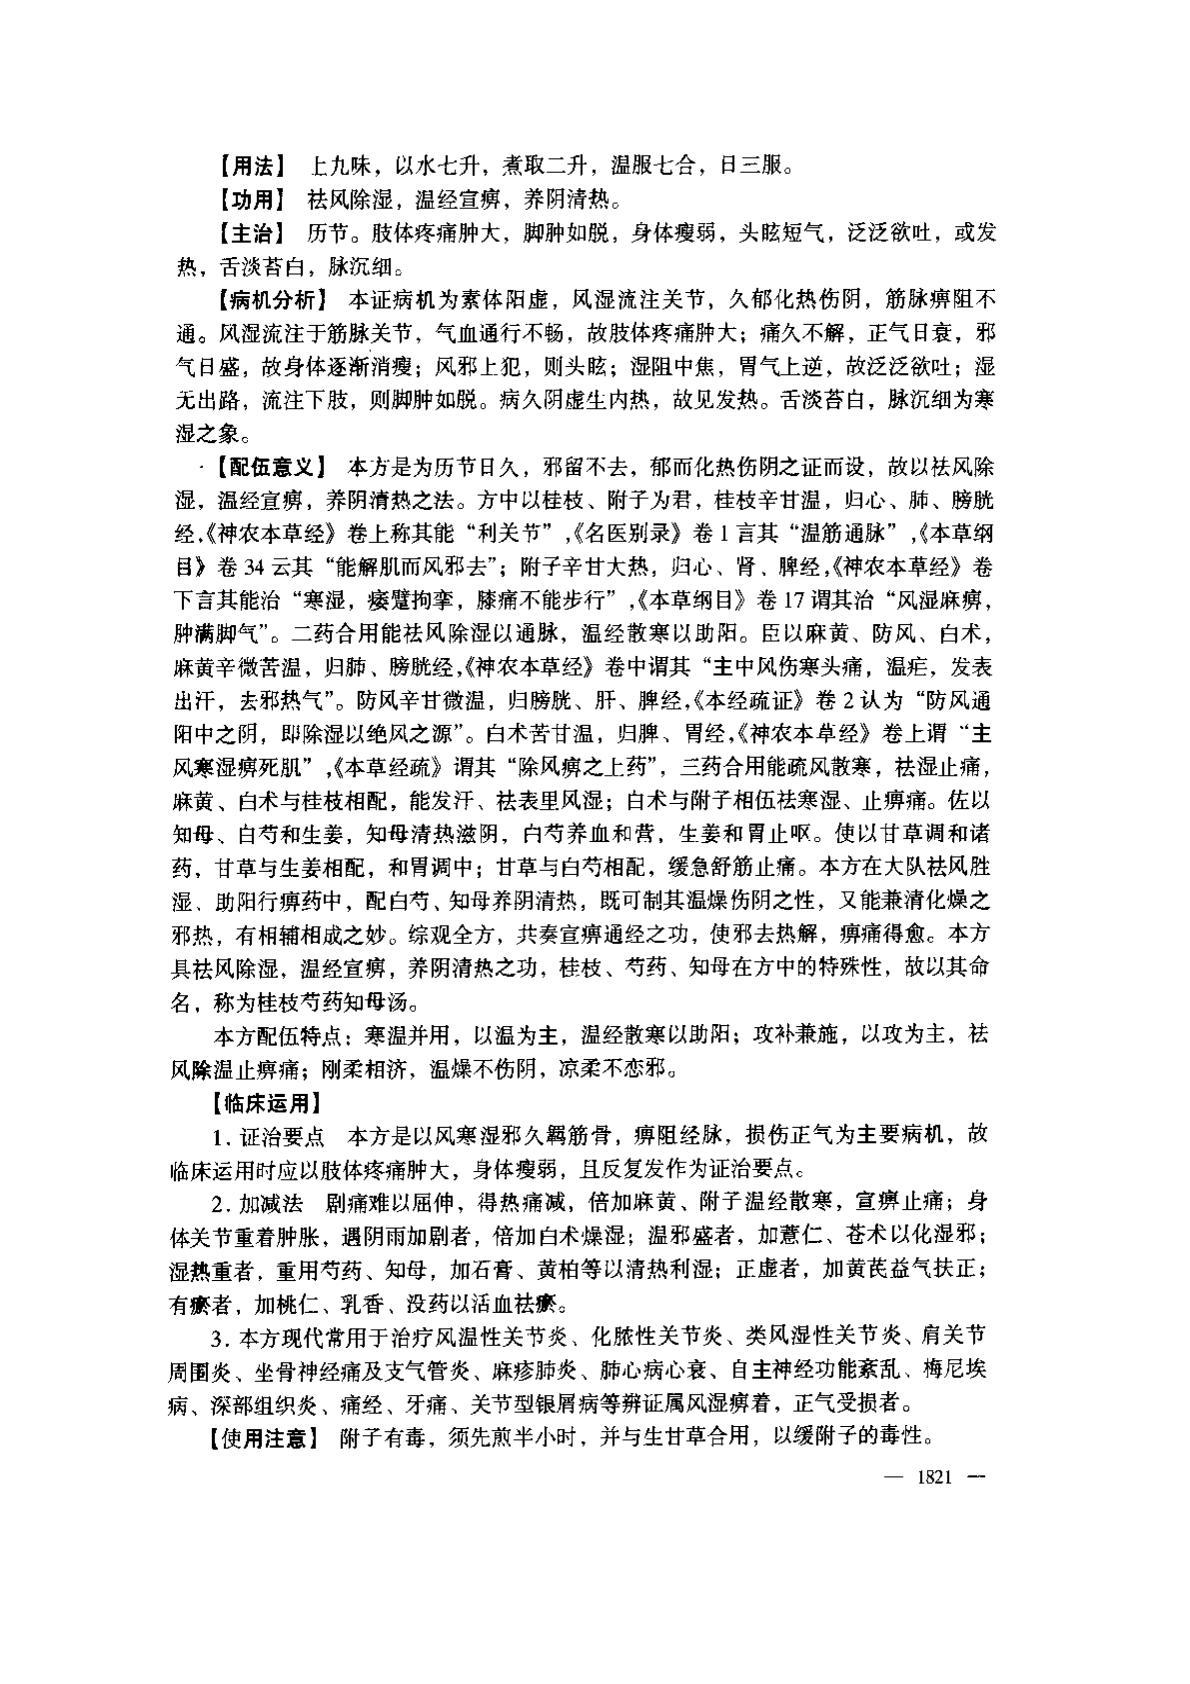 【用法】 上九味，以水七升，煮取二升，温服七合，日三服。
【功用】 祛风除湿，温经宣痹，养阴清热。
【主治】 历节。肢体疼痛肿大，脚肿如脱，身体瘦弱，头眩短气，泛泛欲吐，或发
热，舌淡苔白，脉沉细。
【病机分析】 本证病机为素体阳虚，风湿流注关节，久郁化热伤阴，筋脉痹阻不
通。风湿流注于筋脉关节，气血通行不畅，故肢体疼痛肿大；痛久不解，正气日衰，邪
气日盛，故身体逐渐消瘦；风邪上犯，则头眩；湿阻中焦，胃气上逆，故泛泛欲吐；湿
无出路，流注下肢，则脚肿如脱。病久阴虚生内热，故见发热。舌淡苔白，脉沉细为寒
湿之象。
【配伍意义】 本方是为历节日久，邪留不去，郁而化热伤阴之证而设，故以祛风除
湿，温经宣痹，养阴清热之法。方中以桂枝、附子为君，桂枝辛甘温，归心、肺、膀胱
经，《神农本草经》卷上称其能“利关节”，《名医别录》卷1言其“温筋通脉”，《本草纲
目》卷34云其“能解肌而风邪去”；附子辛甘大热，归心、肾、脾经，《神农本草经》卷
下言其能治“寒湿，痿躄拘挛，膝痛不能步行”，《本草纲目》卷17谓其治“风湿麻痹，
肿满脚气”。二药合用能祛风除湿以通脉，温经散寒以助阳。臣以麻黄、防风、白术，
麻黄辛微苦温，归肺、膀胱经，《神农本草经》卷中谓其“主中风伤寒头痛，温疟，发表
出汗，去邪热气”。防风辛甘微温，归膀胱、肝、脾经，《本经疏证》卷2认为“防风通
阳中之阴，即除湿以绝风之源”。白术苦甘温，归脾、胃经，《神农本草经》卷上谓“主
风寒湿痹死肌”，《本草经疏》谓其“除风痹之上药”，三药合用能疏风散寒，祛湿止痛，
麻黄、白术与桂枝相配，能发汗、祛表里风湿；白术与附子相伍祛寒湿、止痹痛。佐以
知母、白芍和生姜，知母清热滋阴，白芍养血和营，生姜和胃止呕。使以甘草调和诸
药，甘草与生姜相配，和胃调中；甘草与白芍相配，缓急舒筋止痛。本方在大队祛风胜
湿、助阳行痹药中，配白芍、知母养阴清热，既可制其温燥伤阴之性，又能兼清化燥之
邪热，有相辅相成之妙。综观全方，共奏宣痹通经之功，使邪去热解，痹痛得愈。本方
具祛风除湿，温经宣痹，养阴清热之功，桂枝、芍药、知母在方中的特殊性，故以其命
名，称为桂枝芍药知母汤。
本方配伍特点：寒温并用，以温为主，温经散寒以助阳；攻补兼施，以攻为主，祛
风除温止痹痛；刚柔相济，温燥不伤阴，凉柔不恋邪。
【临床运用】
1. 证治要点 本方是以风寒湿邪久羁筋骨，痹阻经脉，损伤正气为主要病机，故
临床运用时应以肢体疼痛肿大，身体瘦弱，且反复发作为证治要点。
2. 加减法 剧痛难以屈伸，得热痛减，倍加麻黄、附子温经散寒，宣痹止痛；身
体关节重着肿胀，遇阴雨加剧者，倍加白术燥湿；温邪盛者，加薏仁、苍术以化湿邪；
湿热重者，重用芍药、知母，加石膏、黄柏等以清热利湿；正虚者，加黄芪益气扶正；
有瘀者，加桃仁、乳香、没药以活血祛瘀。
3. 本方现代常用于治疗风温性关节炎、化脓性关节炎、类风湿性关节炎、肩关节
周围炎、坐骨神经痛及支气管炎、麻疹肺炎、肺心病心衰、自主神经功能紊乱、梅尼埃
病、深部组织炎、痛经、牙痛、关节型银屑病等辨证属风湿痹着，正气受损者。
【使用注意】 附子有毒，须先煎半小时，并与生甘草合用，以缓附子的毒性。
— 1821 —